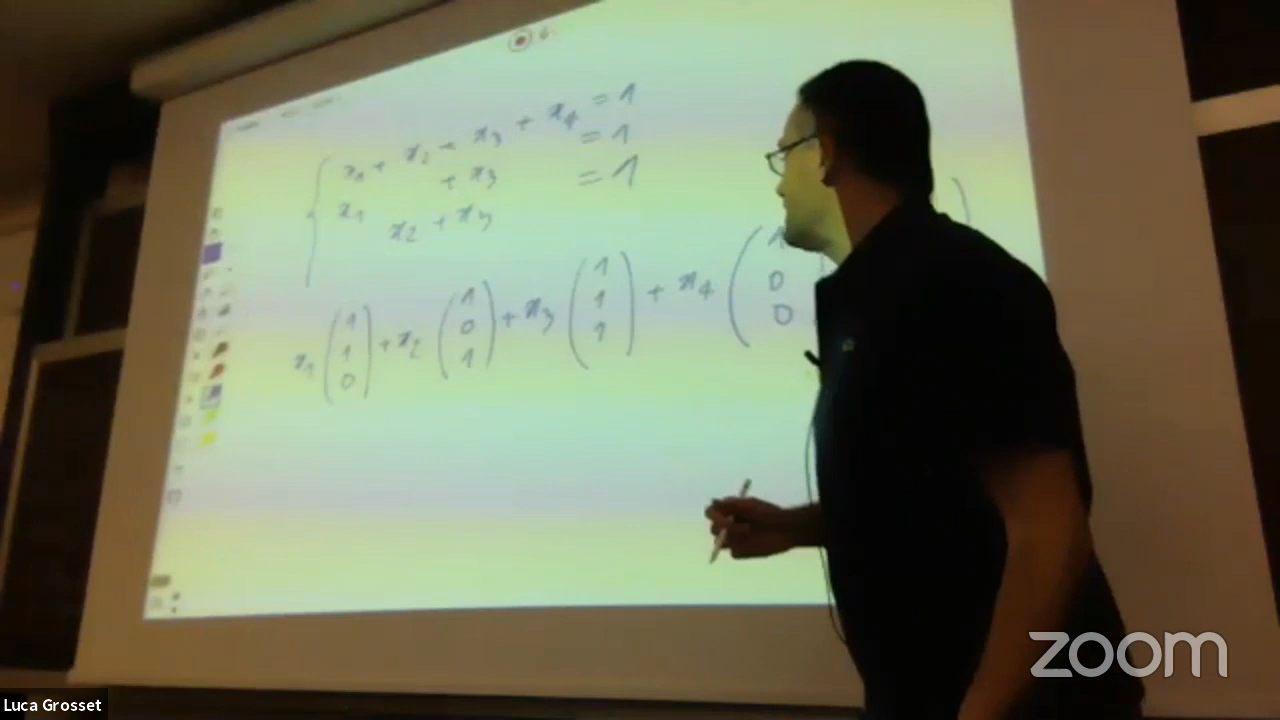 x₁ + x₂ + x₃ + x₄ = 1
x₁ + x₃ = 1
x₂ + x₃ = 1
x₁ (1 1 0) + x₂ (1 0 1) + x₃ (1 1 1) + x₄ (1 0 0)
zoom
Luca Grosset